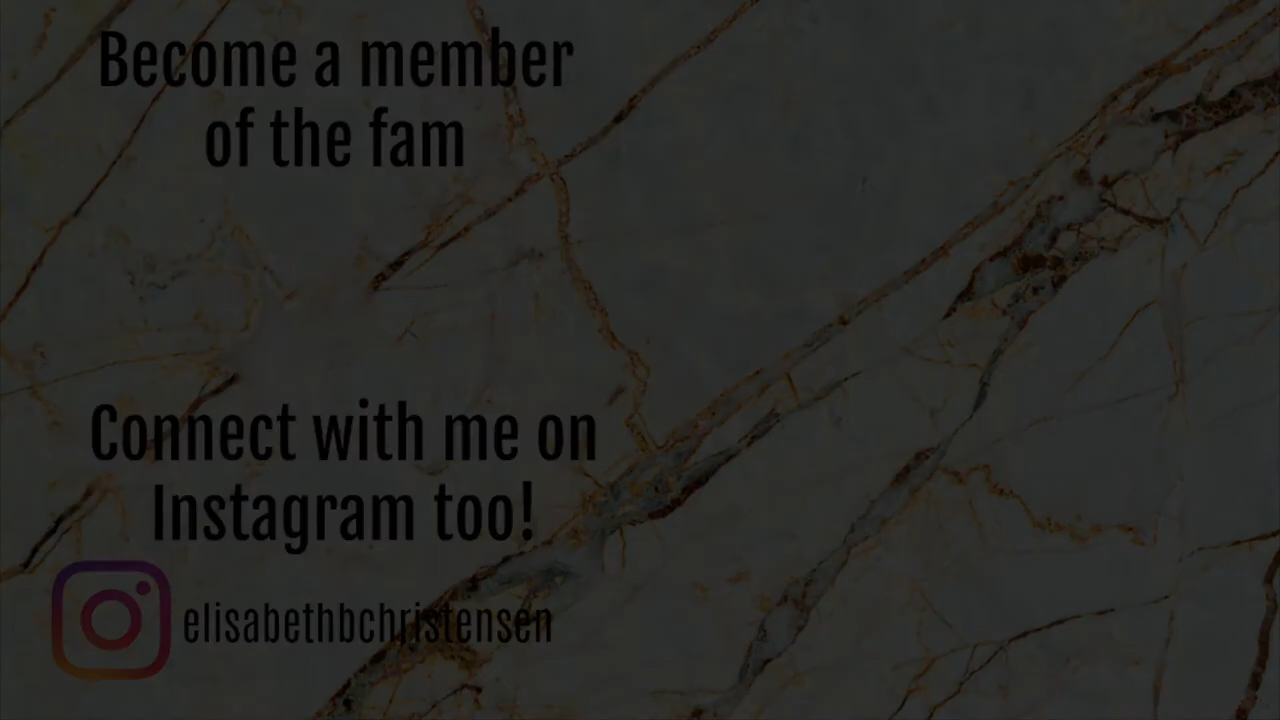 Become a member
of the fam
Connect with me on
Instagram too!
elisabethbchristensen